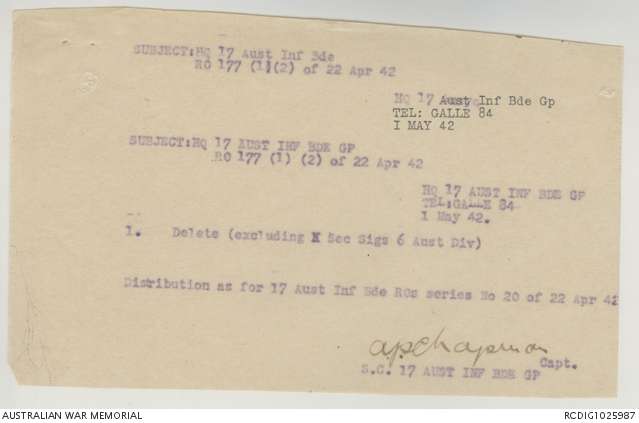 SUBJECT:HQ 17 Aust Inf Bde
RO 177 (1)(2) of 22 Apr 42
HQ 17 Aust Inf Bde Gp
TEL: GALLE 84
I MAY 42
SUBJECT:HQ 17 AUST INF BDE GP
RO 177 (1) (2) of 22 Apr 42
HQ 17 AUST INF BDE GP
TEL:GALLE 84
1 May 42.
1. Delete (excluding K Sec Sigs 6 Aust Div)
Distribution as for 17 Aust Inf Bde ROs series No 20 of 22 Apr 42
A.P. Chapman
Capt.
S.C. 17 AUST INF BDE GP
AUSTRALIAN WAR MEMORIAL
RCDIG1025987